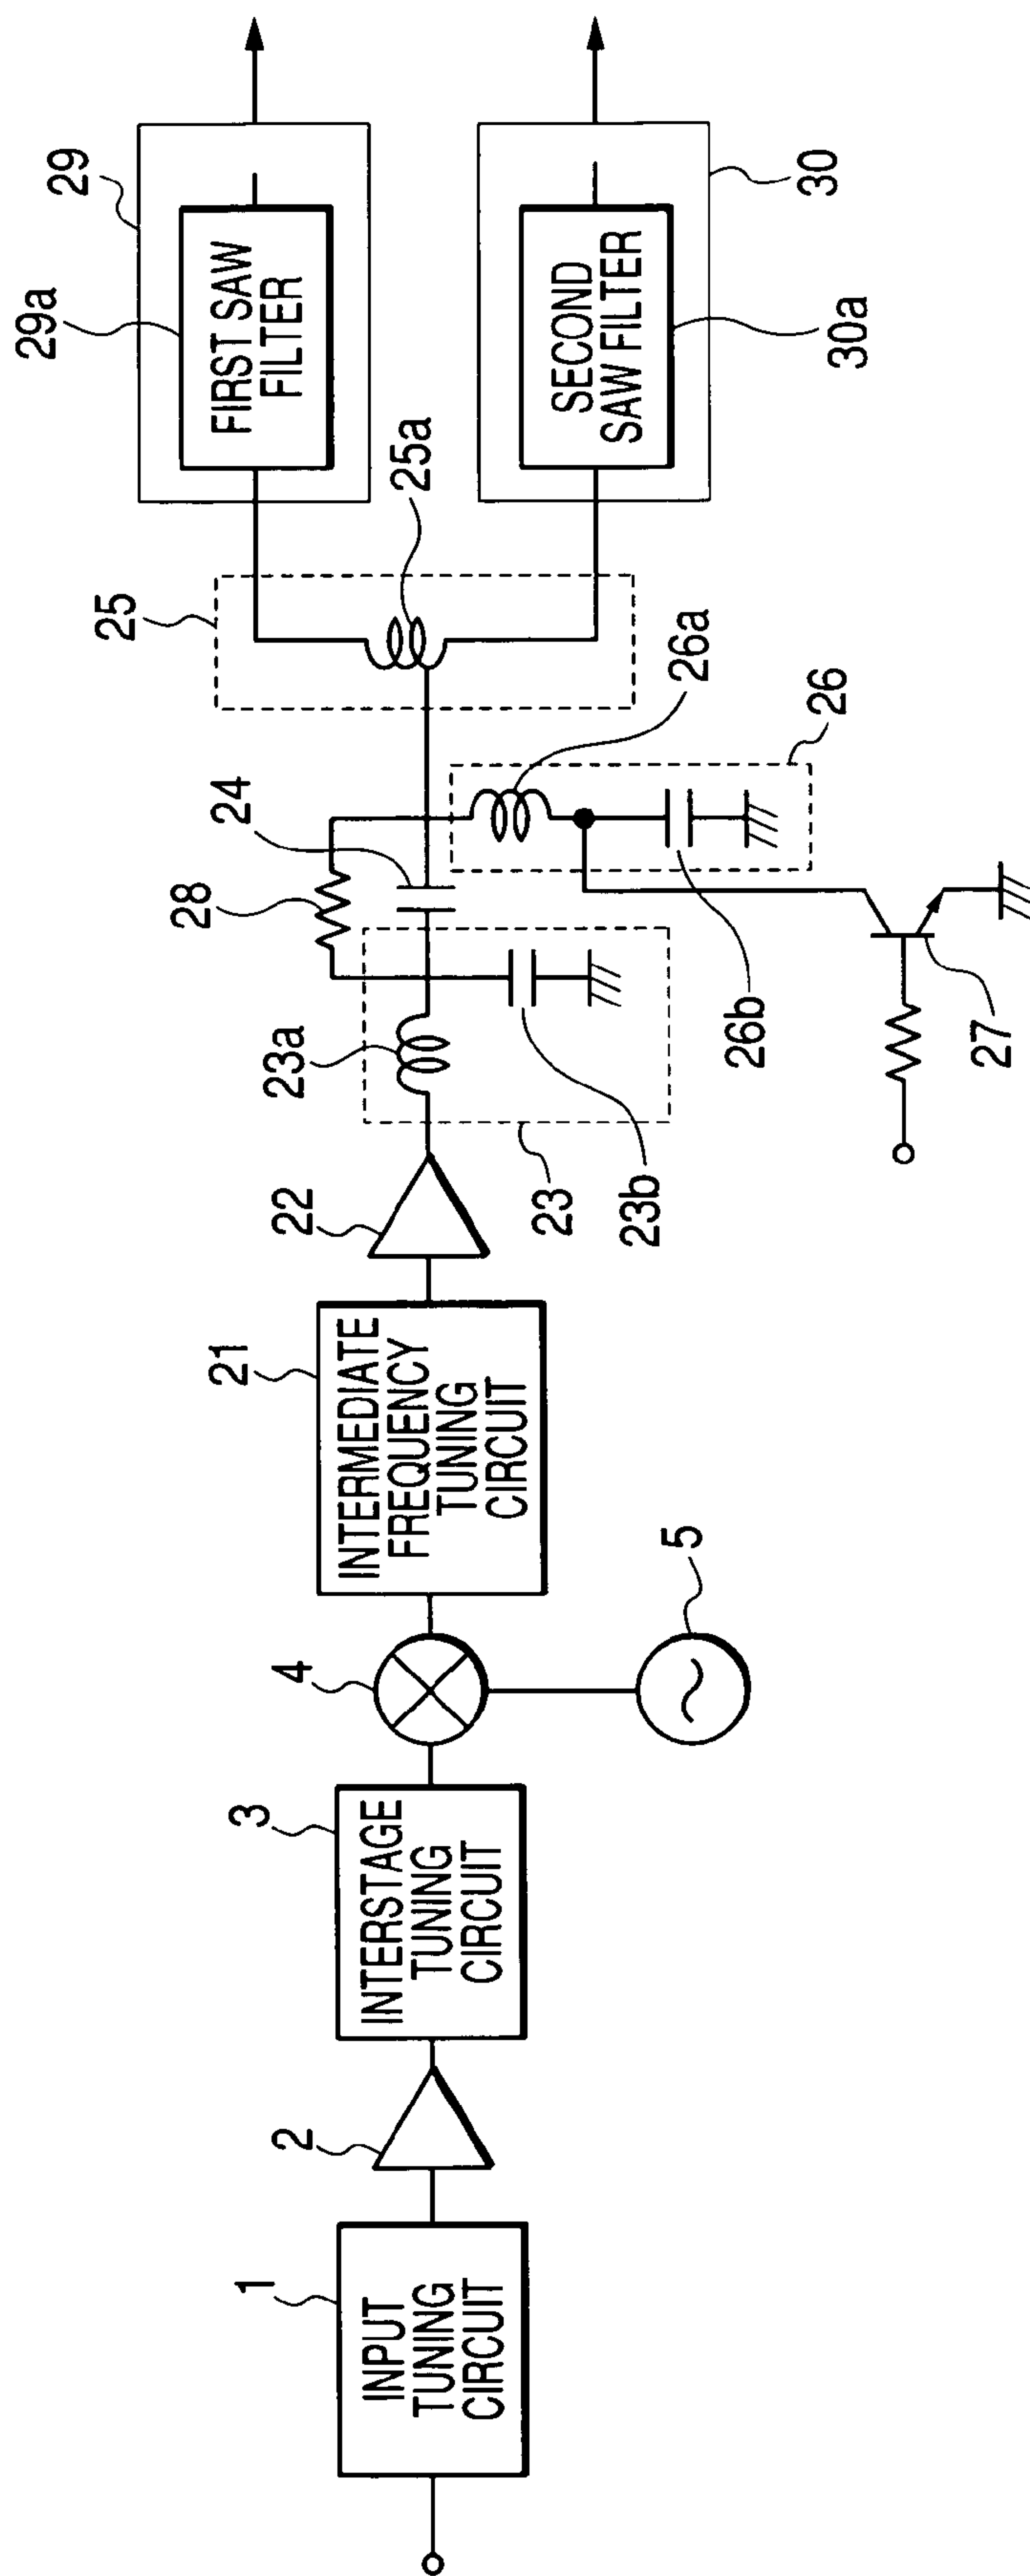 1
INPUT
TUNING
CIRCUIT
2
3
INTERSTAGE
TUNING
CIRCUIT
4
5
21
INTERMEDIATE
FREQUENCY
TUNING
CIRCUIT
22
23a
23
23b
28
24
26a
26
26b
27
25
25a
29
29a
FIRST SAW
FILTER
SECOND
SAW FILTER
30
30a